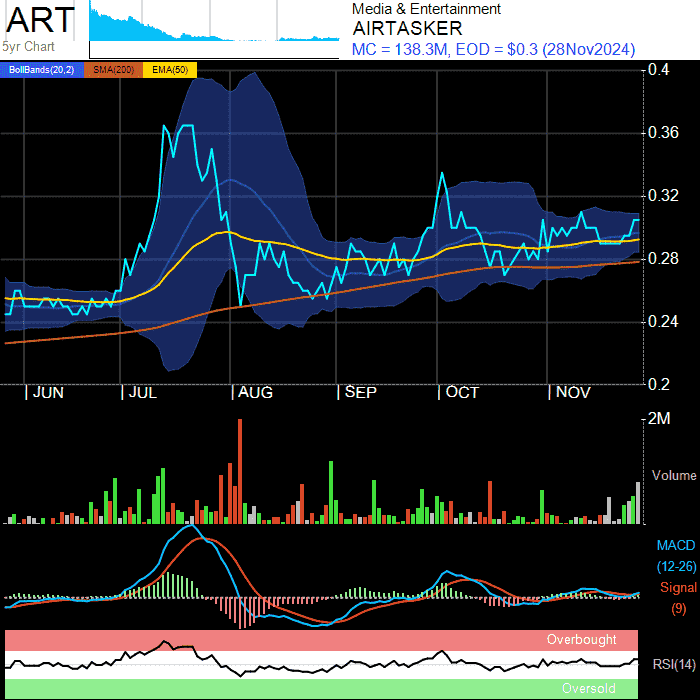 ART
5yr Chart
Media & Entertainment
AIRTASKER
MC = 138.3M, EOD = $0.3 (28Nov2024)
BollBands(20,2) SMA(200) EMA(50)
0.4
0.36
0.32
0.28
0.24
0.2
JUN JUL AUG SEP OCT NOV
2M
Volume
MACD
(12-26)
Signal
(9)
Overbought
RSI(14)
Oversold